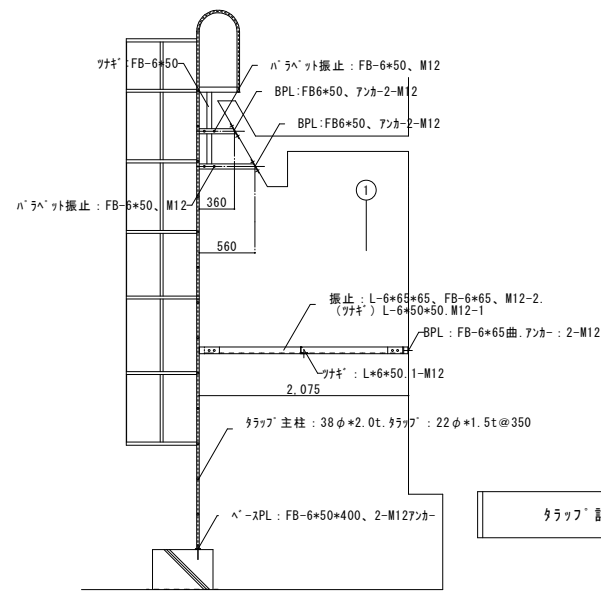 ﾂﾅｷﾞ:FB-6*50
ﾊﾟﾗﾍﾟｯﾄ振止：FB-6*50、M12
BPL:FB6*50、ｱﾝｶｰ2-M12
BPL:FB6*50、ｱﾝｶｰ-2-M12
ﾊﾟﾗﾍﾟｯﾄ振止：FB-6*50、M12
360
1
560
振止：L-6*65*65、FB-6*65、M12-2.
(ﾂﾅｷﾞ) L-6*50*50.M12-1
BPL：FB-6*65曲.ｱﾝｶｰ：2-M12
ﾂﾅｷﾞ：L*6*50.1-M12
2,075
ﾀﾗｯﾌﾟ主柱：38φ*2.0t.ﾀﾗｯﾌﾟ：22φ*1.5t@350
ﾍﾞｰｽPL：FB-6*50*400、2-M12ｱﾝｶｰ
ﾀﾗｯﾌﾟ